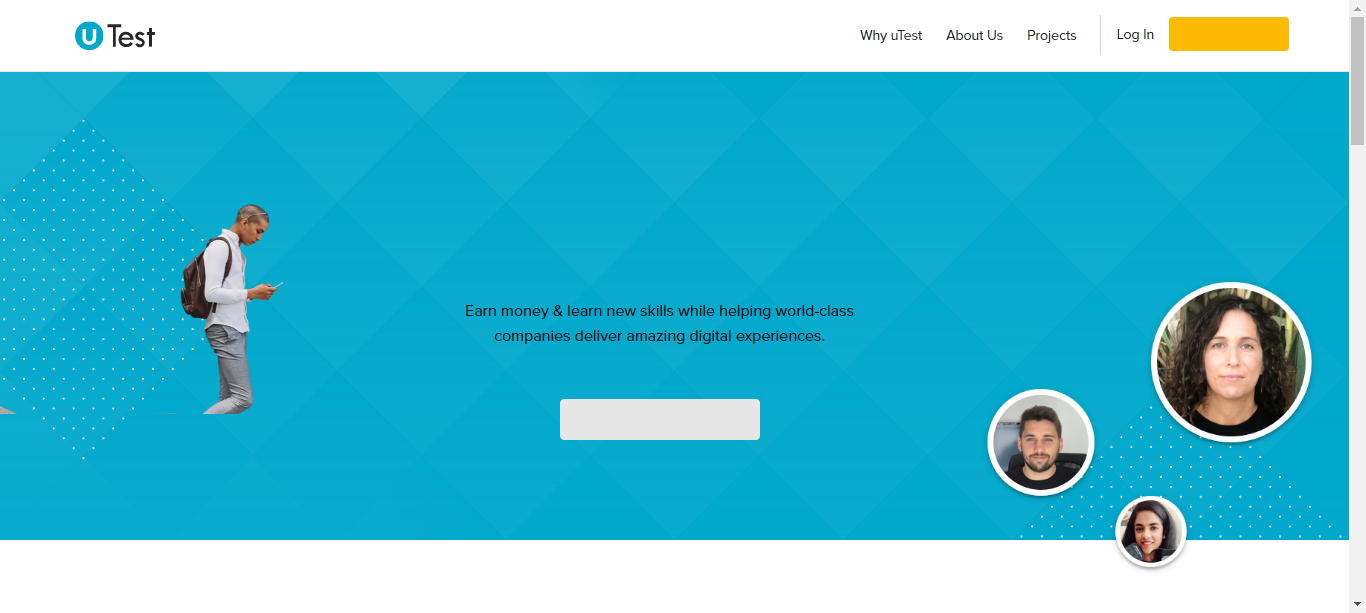 uTest
Why uTest
About Us
Projects
Log In
Earn money & learn new skills while helping world-class
companies deliver amazing digital experiences.